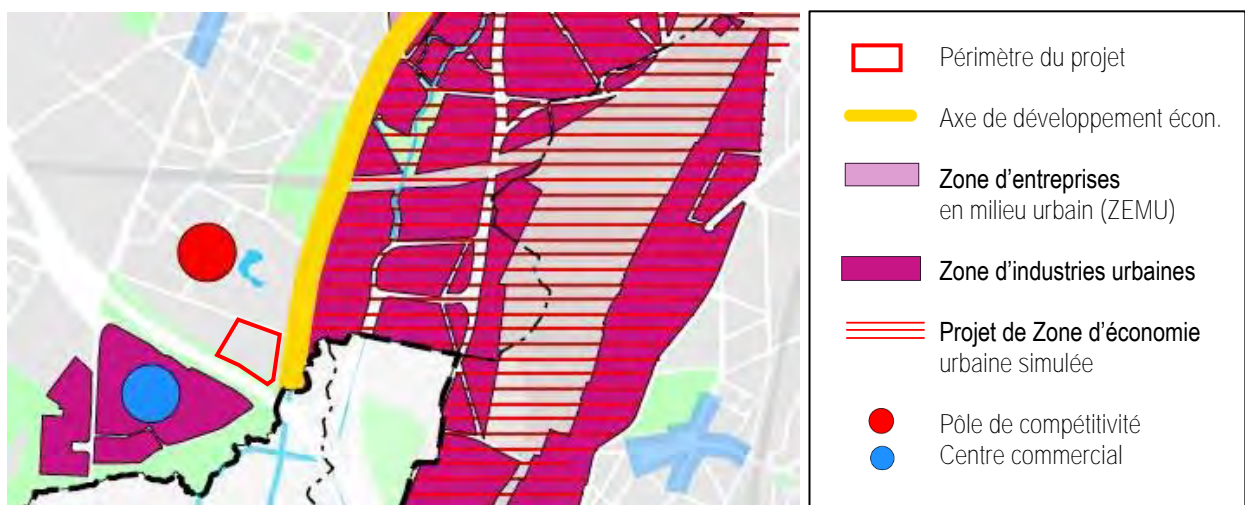 Périmètre du projet
Axe de développement écon.
Zone d'entreprises
en milieu urbain (ZEMU)
Zone d'industries urbaines
Projet de Zone d'économie
urbaine simulée
Pôle de compétitivité
Centre commercial